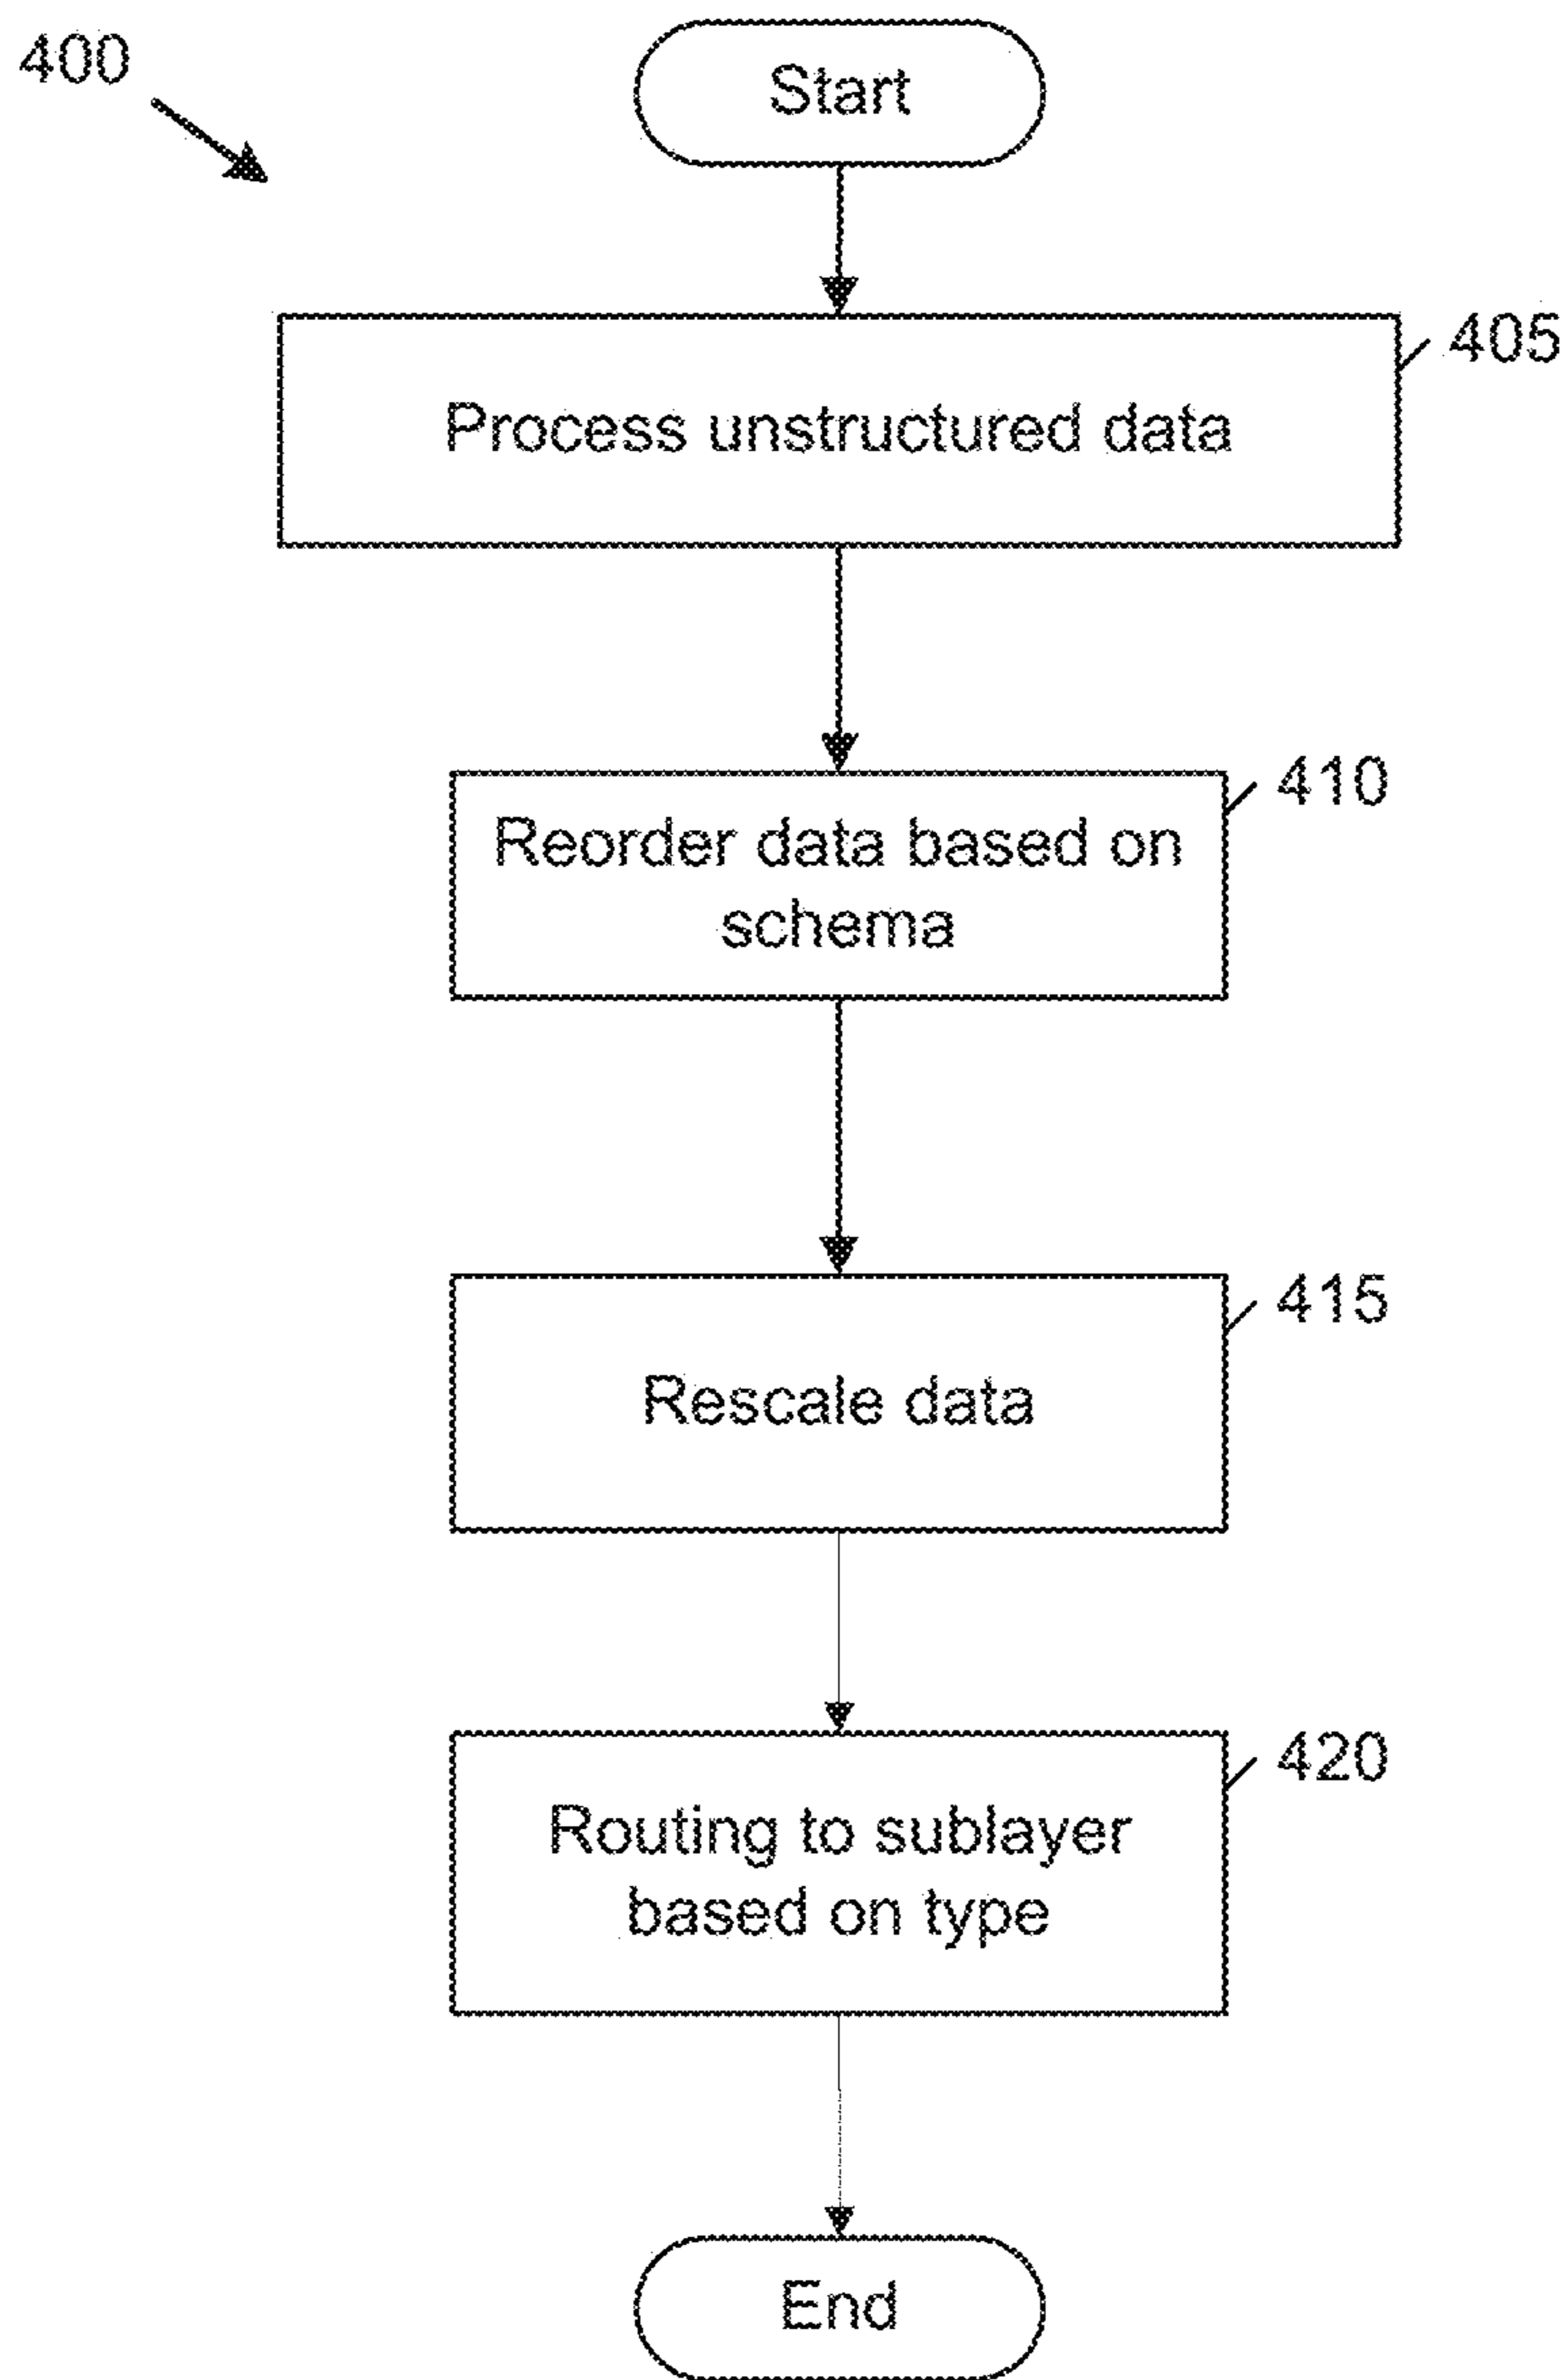 400
Start
405
Process unstructured data
410
Reorder data based on
schema
415
Rescale data
420
Routing to sublayer
based on type
End